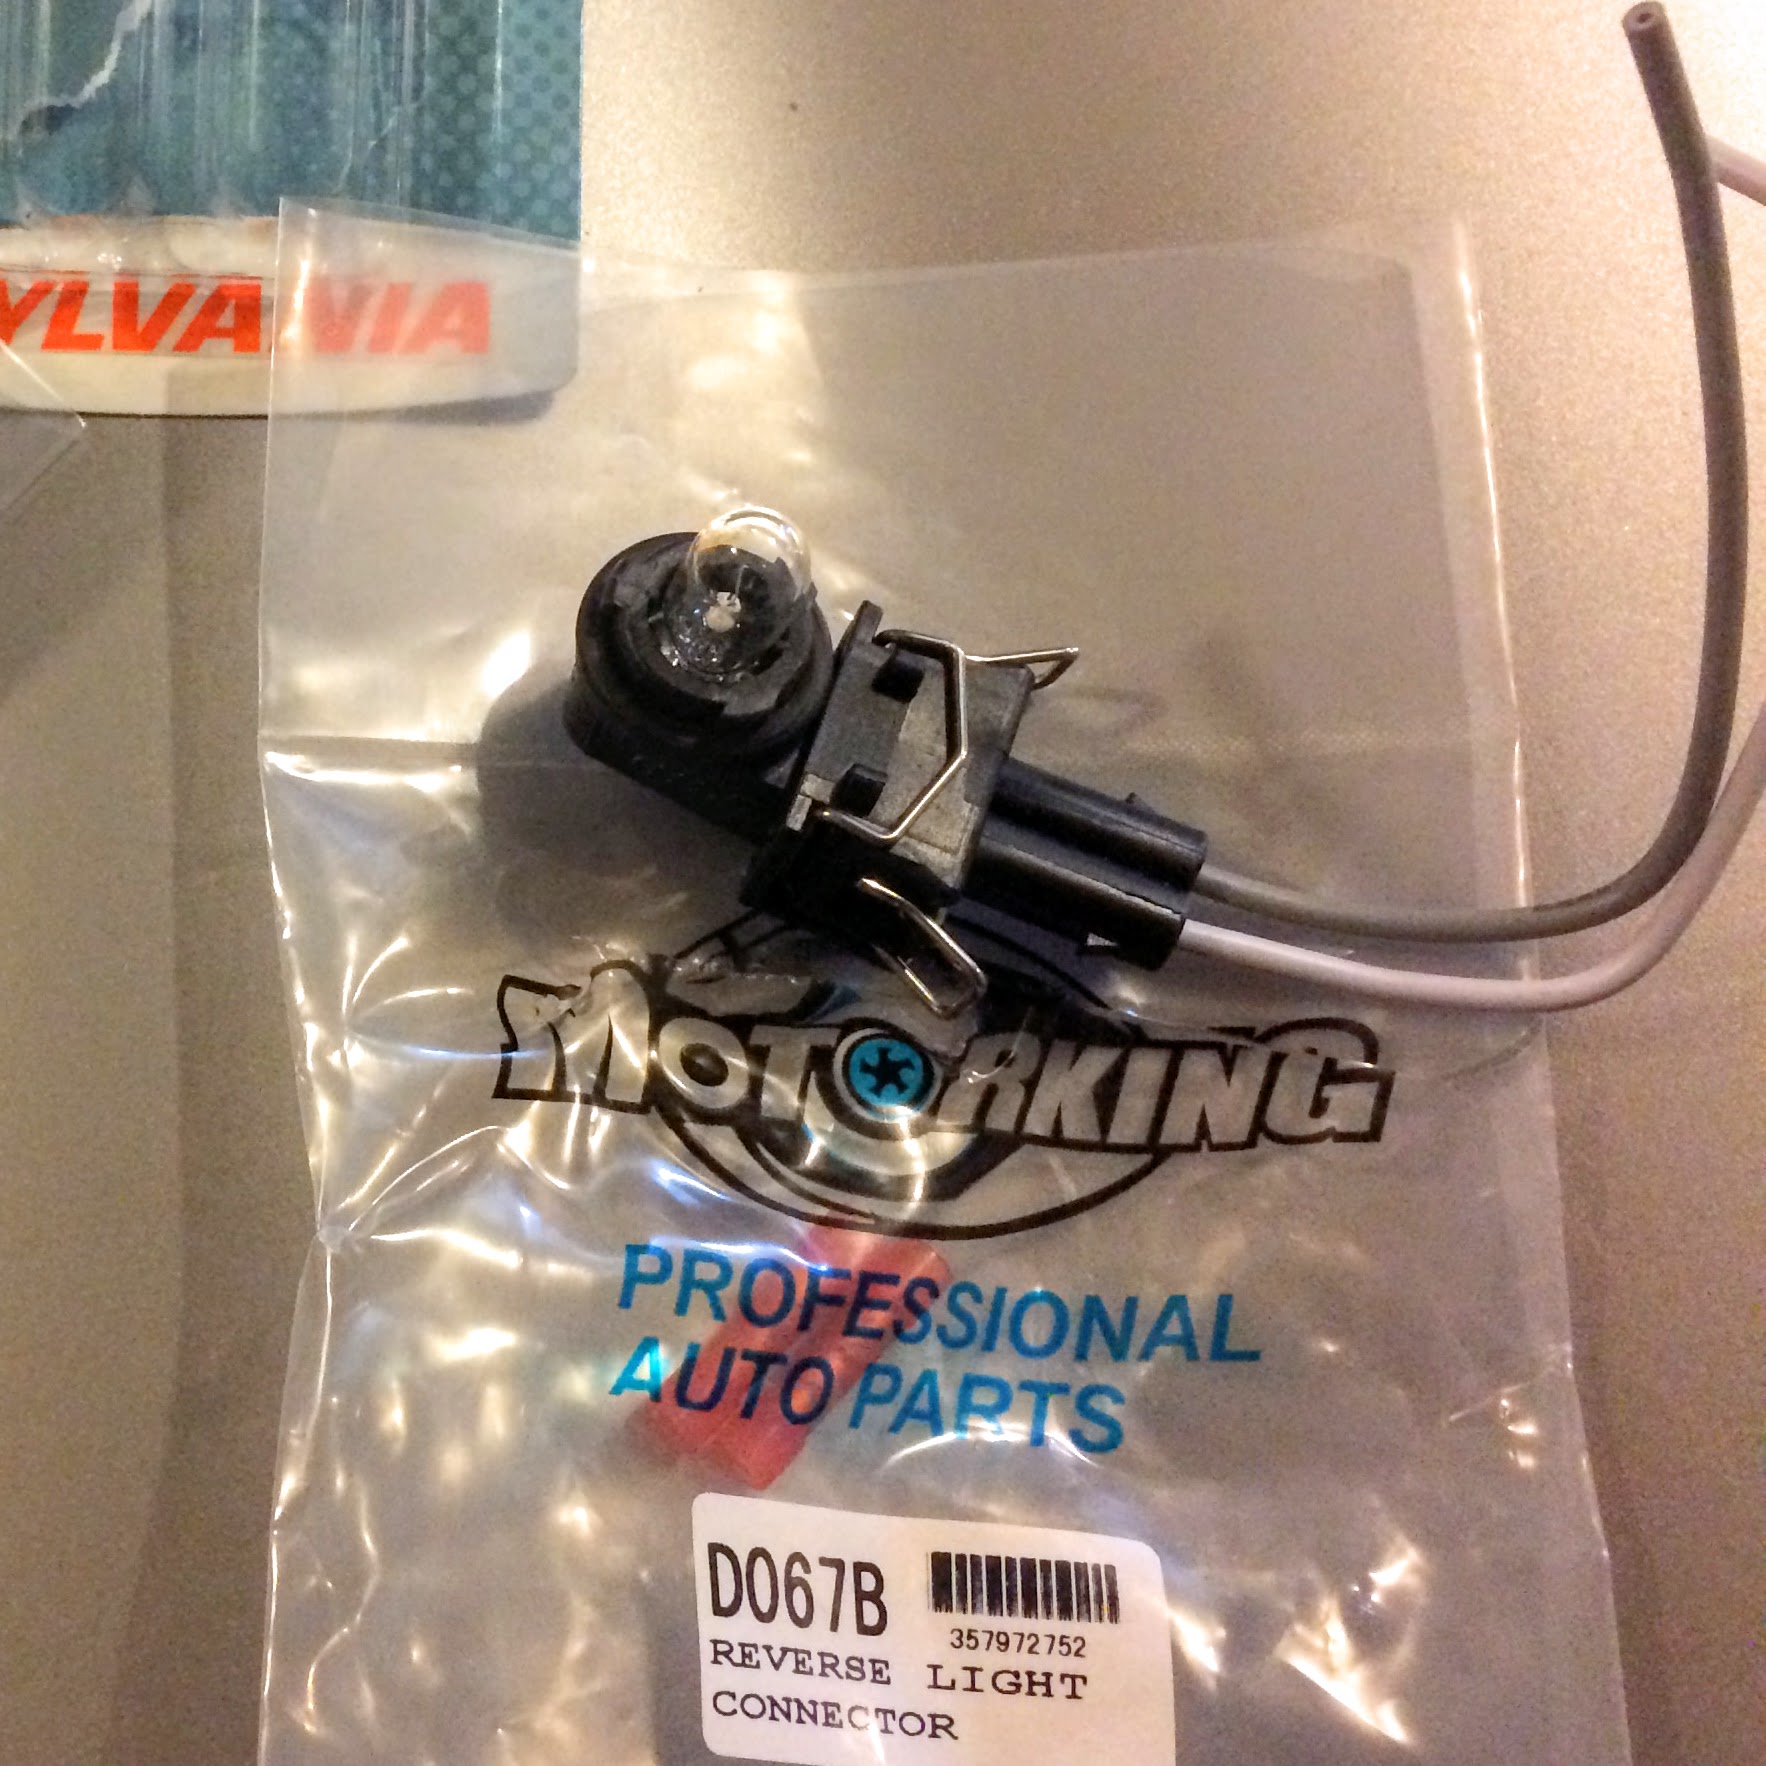 YLVANIA
MOTORKING
PROFESSIONAL
AUTO PARTS
D067B
357972752
REVERSE LIGHT
CONNECTOR